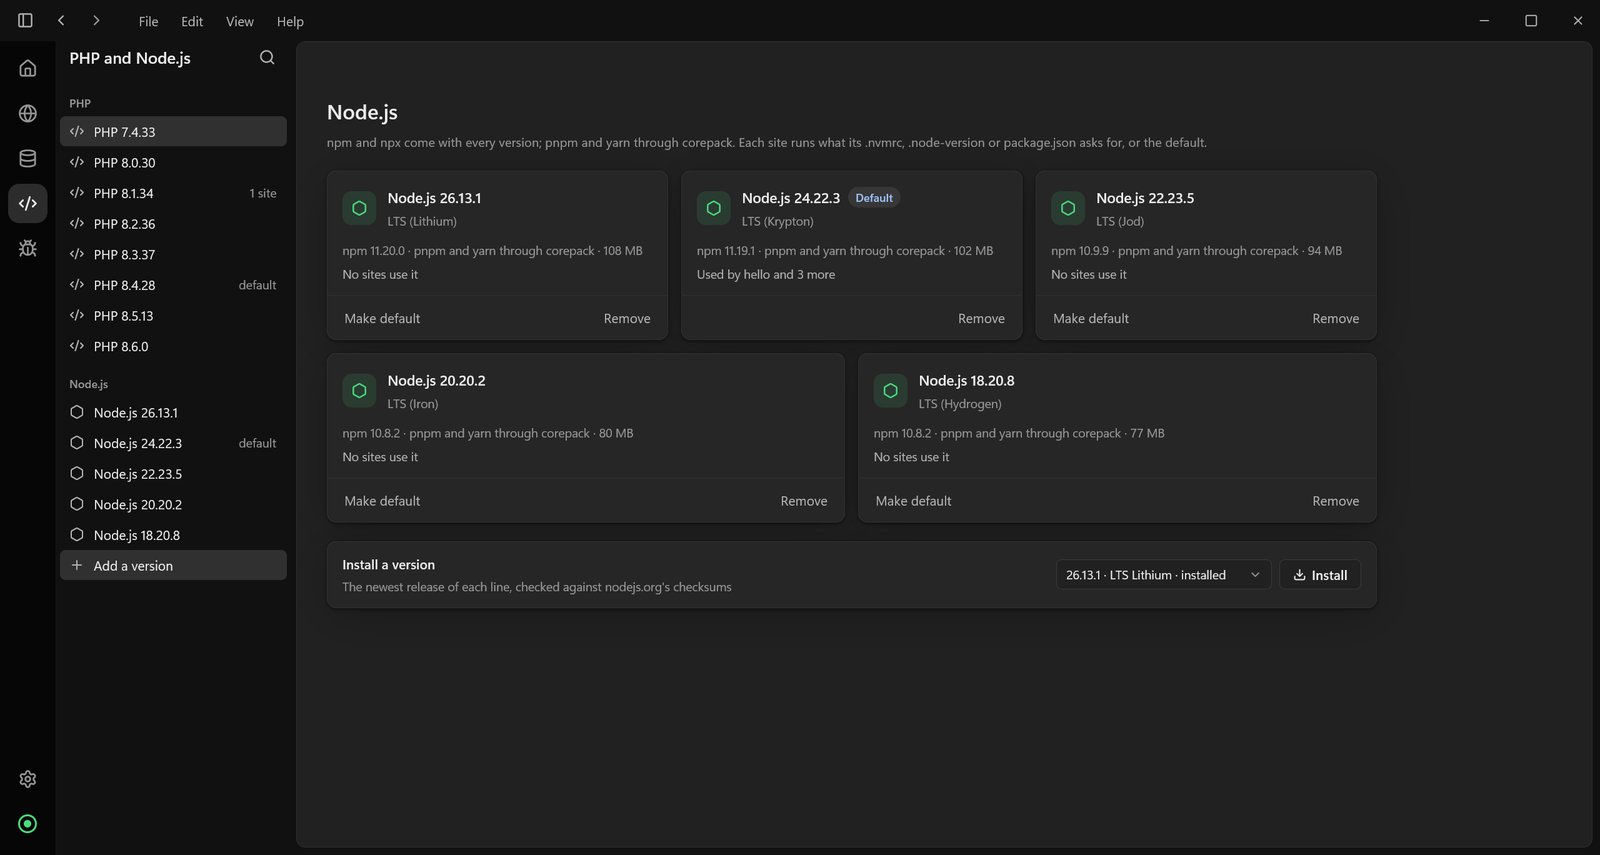 File Edit View Help
PHP and Node.js
PHP
PHP 7.4.33
PHP 8.0.30
PHP 8.1.34 1 site
PHP 8.2.36
PHP 8.3.37
PHP 8.4.28 default
PHP 8.5.13
PHP 8.6.0
Node.js
Node.js 26.13.1
Node.js 24.22.3 default
Node.js 22.23.5
Node.js 20.20.2
Node.js 18.20.8
Add a version
Node.js
npm and npx come with every version; pnpm and yarn through corepack. Each site runs what its .nvmrc, .node-version or package.json asks for, or the default.
Node.js 26.13.1
LTS (Lithium)
npm 11.20.0 · pnpm and yarn through corepack · 108 MB
No sites use it
Make default Remove
Node.js 24.22.3 Default
LTS (Krypton)
npm 11.19.1 · pnpm and yarn through corepack · 102 MB
Used by hello and 3 more
Remove
Node.js 22.23.5
LTS (Jod)
npm 10.9.9 · pnpm and yarn through corepack · 94 MB
No sites use it
Make default Remove
Node.js 20.20.2
LTS (Iron)
npm 10.8.2 · pnpm and yarn through corepack · 80 MB
No sites use it
Make default Remove
Node.js 18.20.8
LTS (Hydrogen)
npm 10.8.2 · pnpm and yarn through corepack · 77 MB
No sites use it
Make default Remove
Install a version
The newest release of each line, checked against nodejs.org's checksums
26.13.1 · LTS Lithium · installed
Install